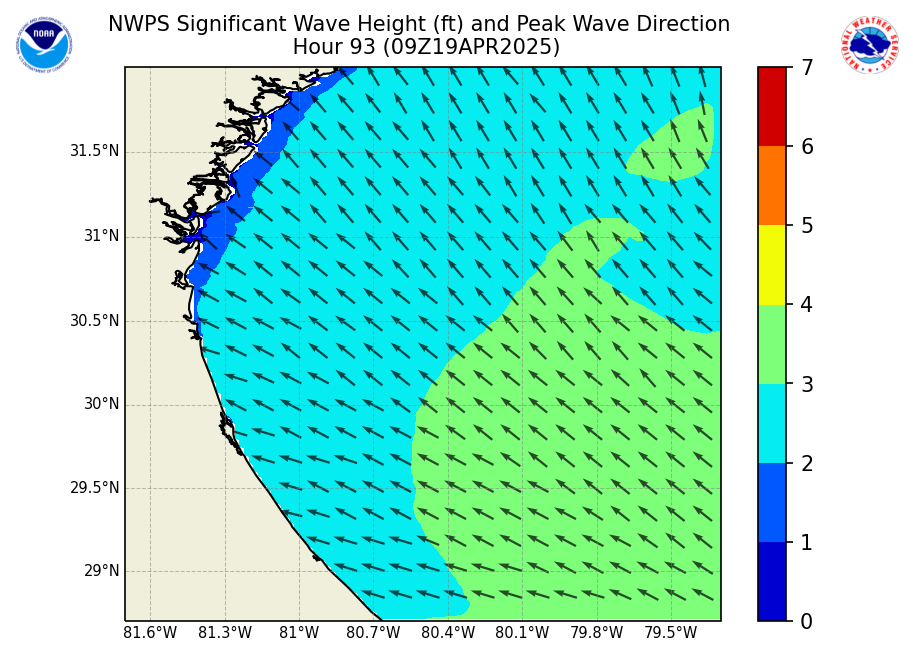 NWPS Significant Wave Height (ft) and Peak Wave Direction
Hour 93 (09Z19APR2025)
NOAA
NATIONAL WEATHER SERVICE
7
6
5
4
3
2
1
0
31.5°N
31°N
30.5°N
30°N
29.5°N
29°N
81.6°W 81.3°W 81°W 80.7°W 80.4°W 80.1°W 79.8°W 79.5°W